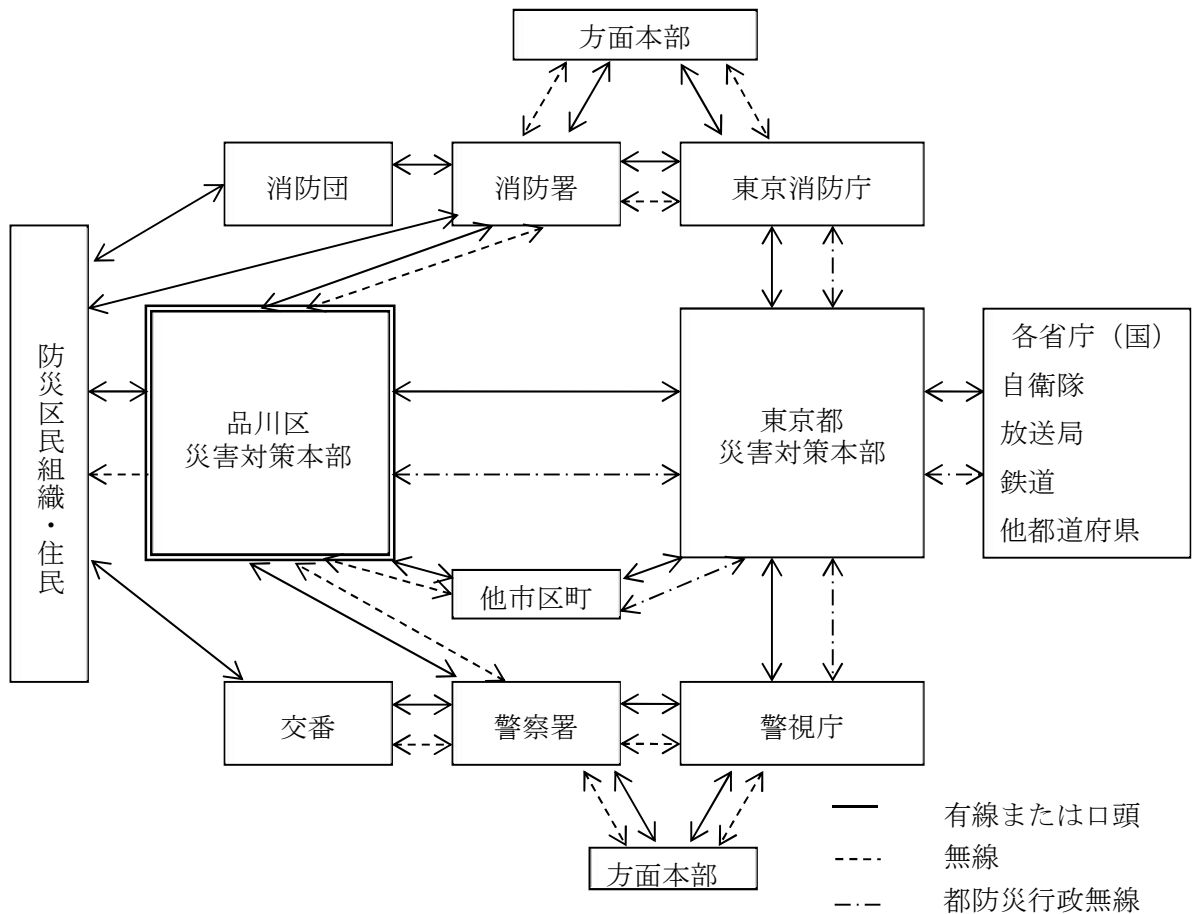 方面本部
消防団
消防署
東京消防庁
防災区民組織・住民
品川区
災害対策本部
東京都
災害対策本部
各省庁（国）
自衛隊
放送局
鉄道
他都道府県
他市区町
交番
警察署
警視庁
方面本部
有線または口頭
無線
都防災行政無線